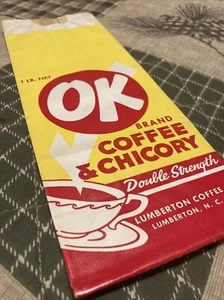 1 LB. NET
OK
BRAND
COFFEE
& CHICORY
Double Strength
LUMBERTON COFFEE
LUMBERTON, N. C.